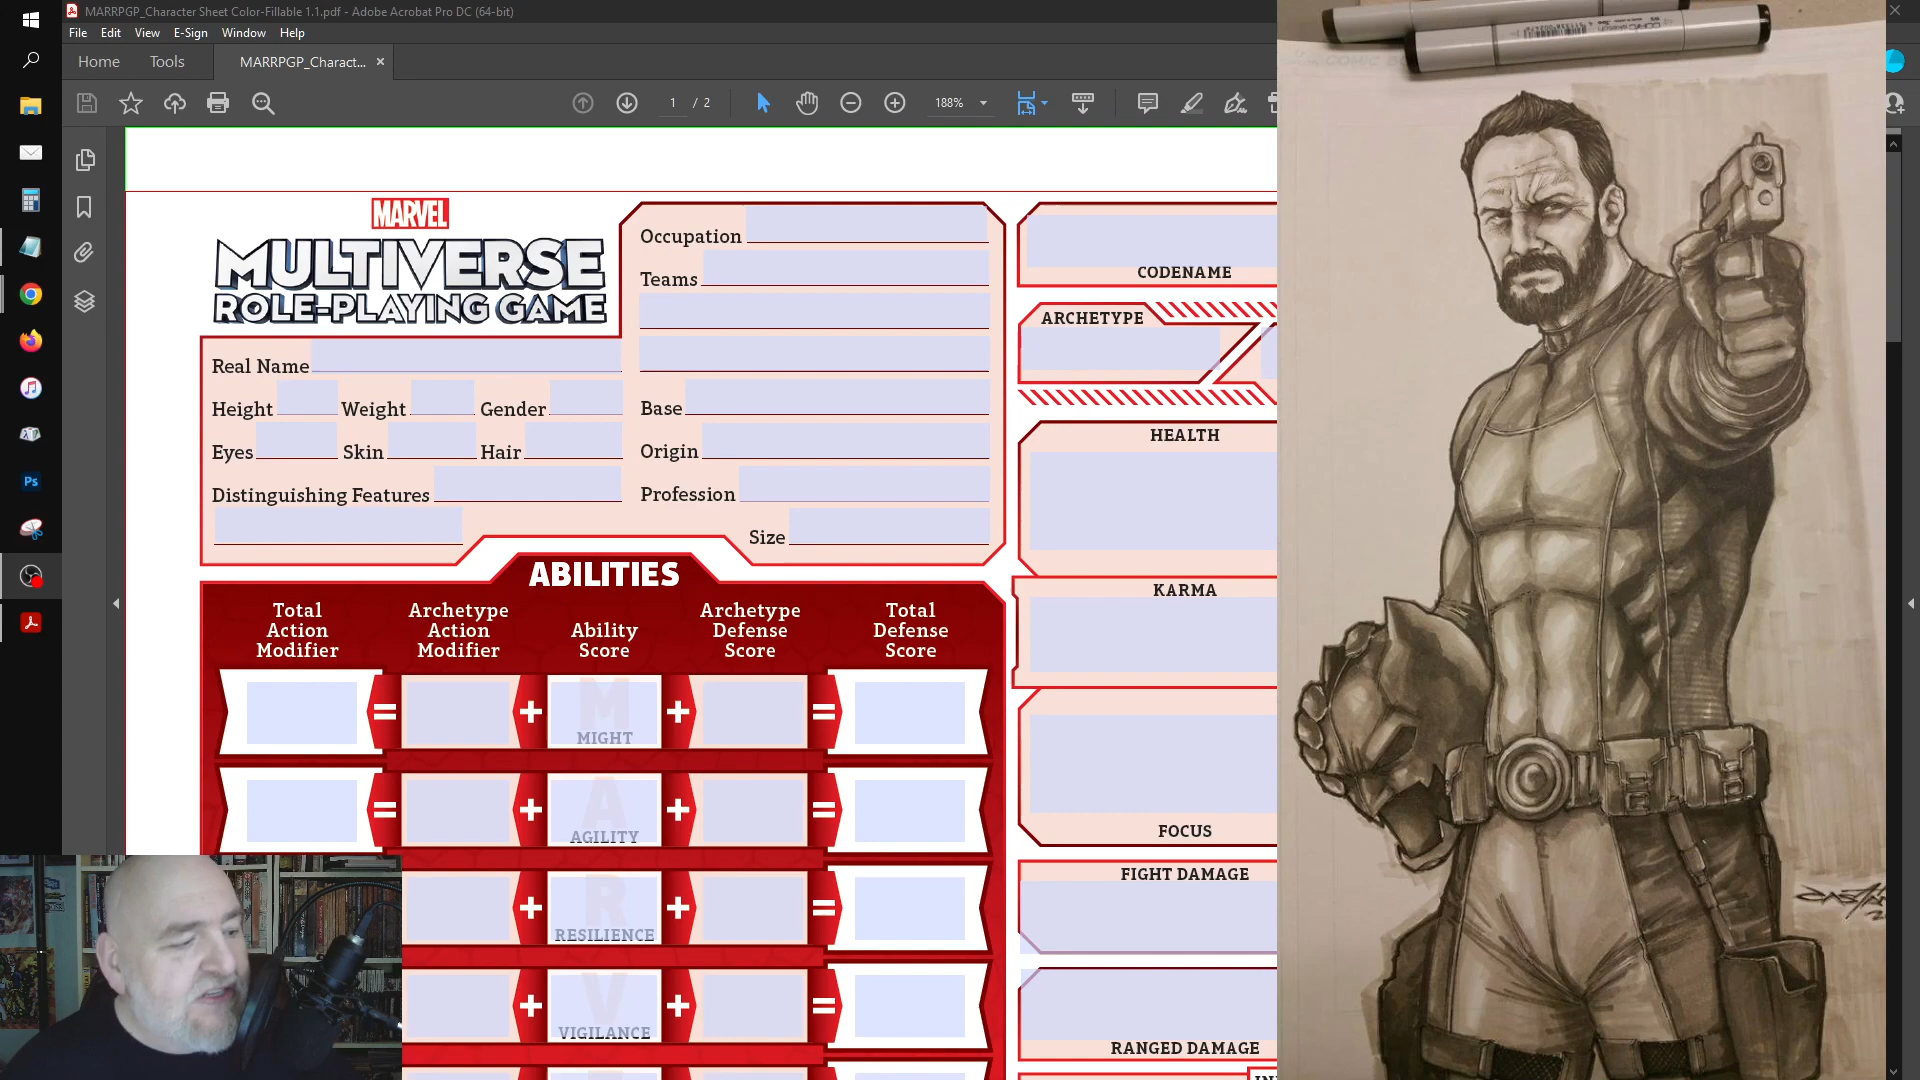 MARRPGP_Character Sheet Color-Fillable 1.1.pdf - Adobe Acrobat Pro DC (64-bit)
File Edit View E-Sign Window Help
Home Tools MARRPGP_Charact... ×
1 / 2 188%
MARVEL
MULTIVERSE
ROLE-PLAYING GAME
Real Name
Height Weight Gender
Eyes Skin Hair
Distinguishing Features
Occupation
Teams
Base
Origin
Profession
Size
CODENAME
ARCHETYPE
HEALTH
KARMA
FOCUS
FIGHT DAMAGE
RANGED DAMAGE
ABILITIES
Total Action Modifier
Archetype Action Modifier
Ability Score
Archetype Defense Score
Total Defense Score
= + M MIGHT + =
= + A AGILITY + =
+ R RESILIENCE + =
+ V VIGILANCE + =
Ps